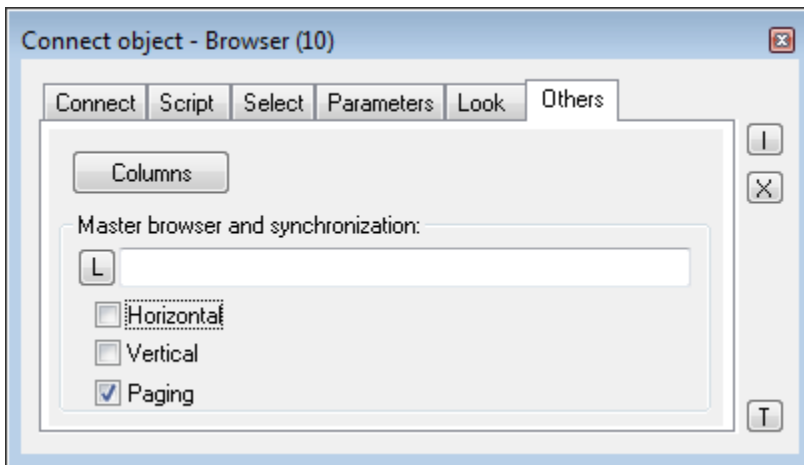 Connect object - Browser (10)
Connect Script Select Parameters Look Others
I
Columns
X
Master browser and synchronization:
L
Horizontal
Vertical
Paging
T